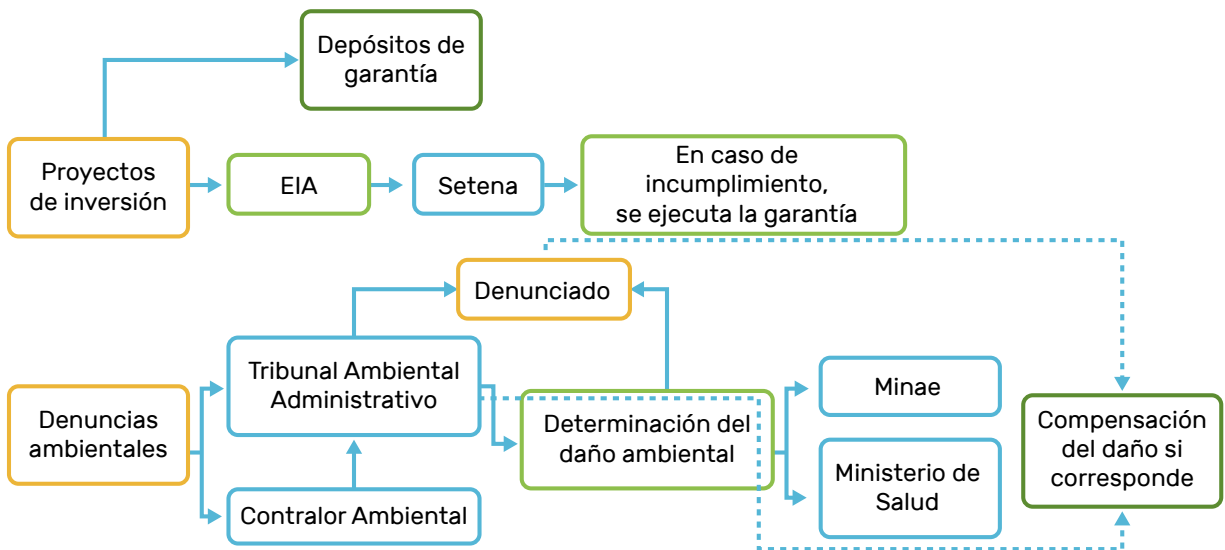 Depósitos de
garantía
Proyectos
de inversión
EIA
Setena
En caso de
incumplimiento,
se ejecuta la garantía
Denunciado
Denuncias
ambientales
Tribunal Ambiental
Administrativo
Contralor Ambiental
Determinación del
daño ambiental
Minae
Ministerio de
Salud
Compensación
del daño si
corresponde